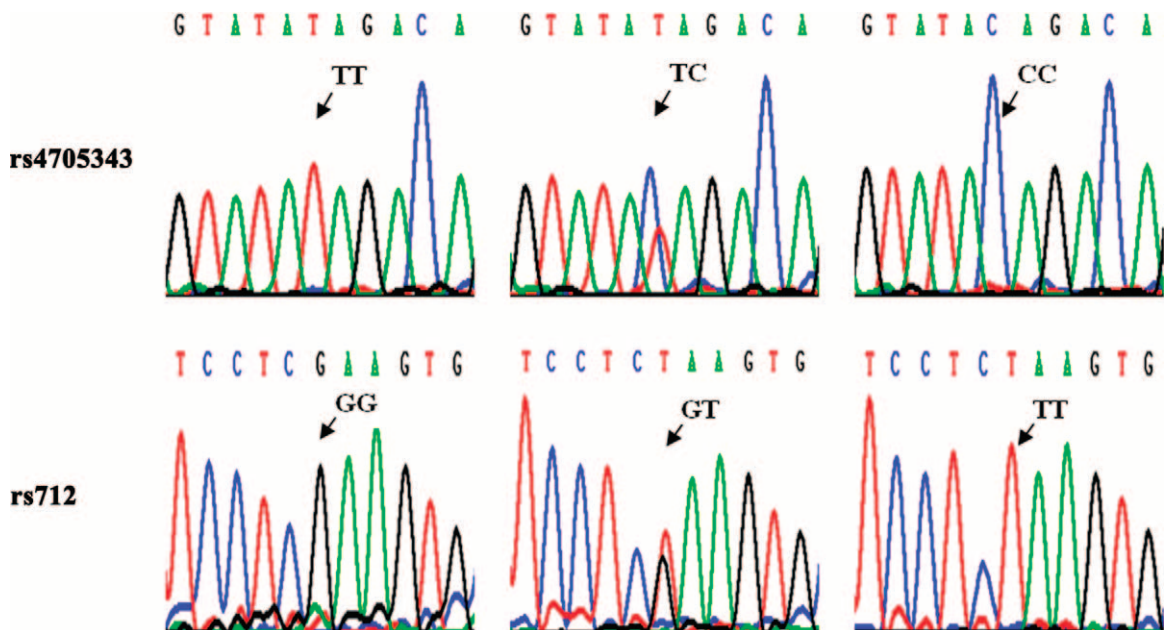 G T A T A T A G A C A
G T A T A T A G A C A
G T A T A C A G A C A
TT
TC
CC
rs4705343
T C C T C G A A G T G
T C C T C T A A G T G
T C C T C T A A G T G
GG
GT
TT
rs712